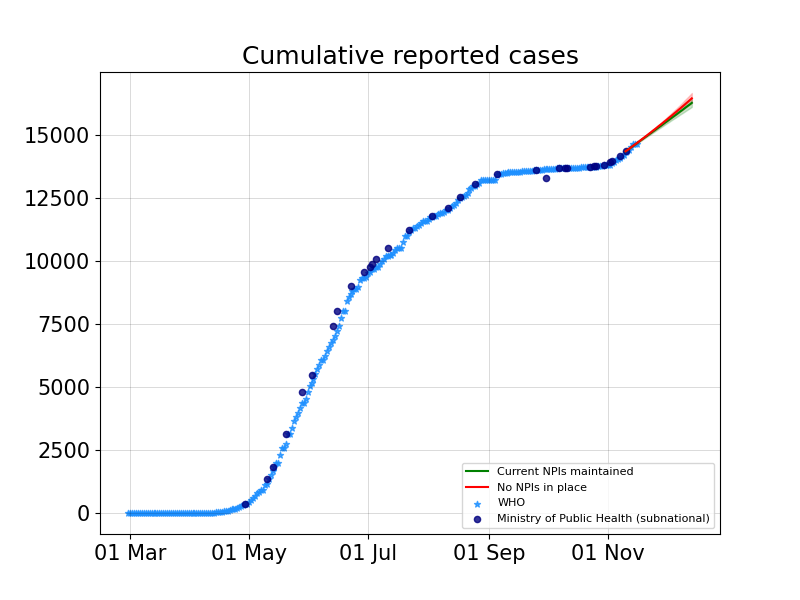 Cumulative reported cases
15000
12500
10000
7500
5000
2500
0
01 Mar 01 May 01 Jul 01 Sep 01 Nov
Current NPIs maintained
No NPIs in place
WHO
Ministry of Public Health (subnational)